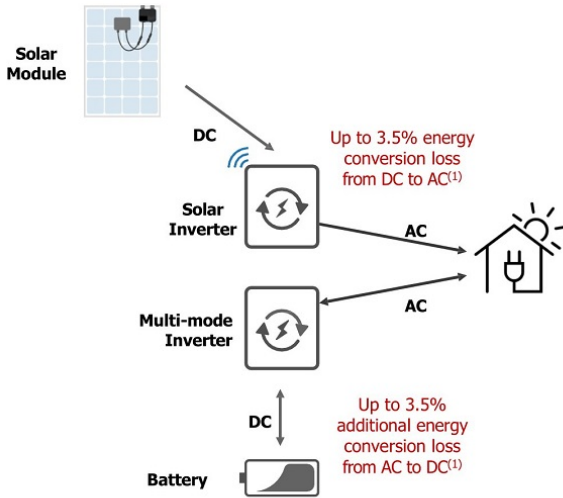 Solar
Module
DC
Up to 3.5% energy
conversion loss
from DC to AC(1)
Solar
Inverter
AC
AC
Multi-mode
Inverter
DC
Up to 3.5%
additional energy
conversion loss
from AC to DC(1)
Battery